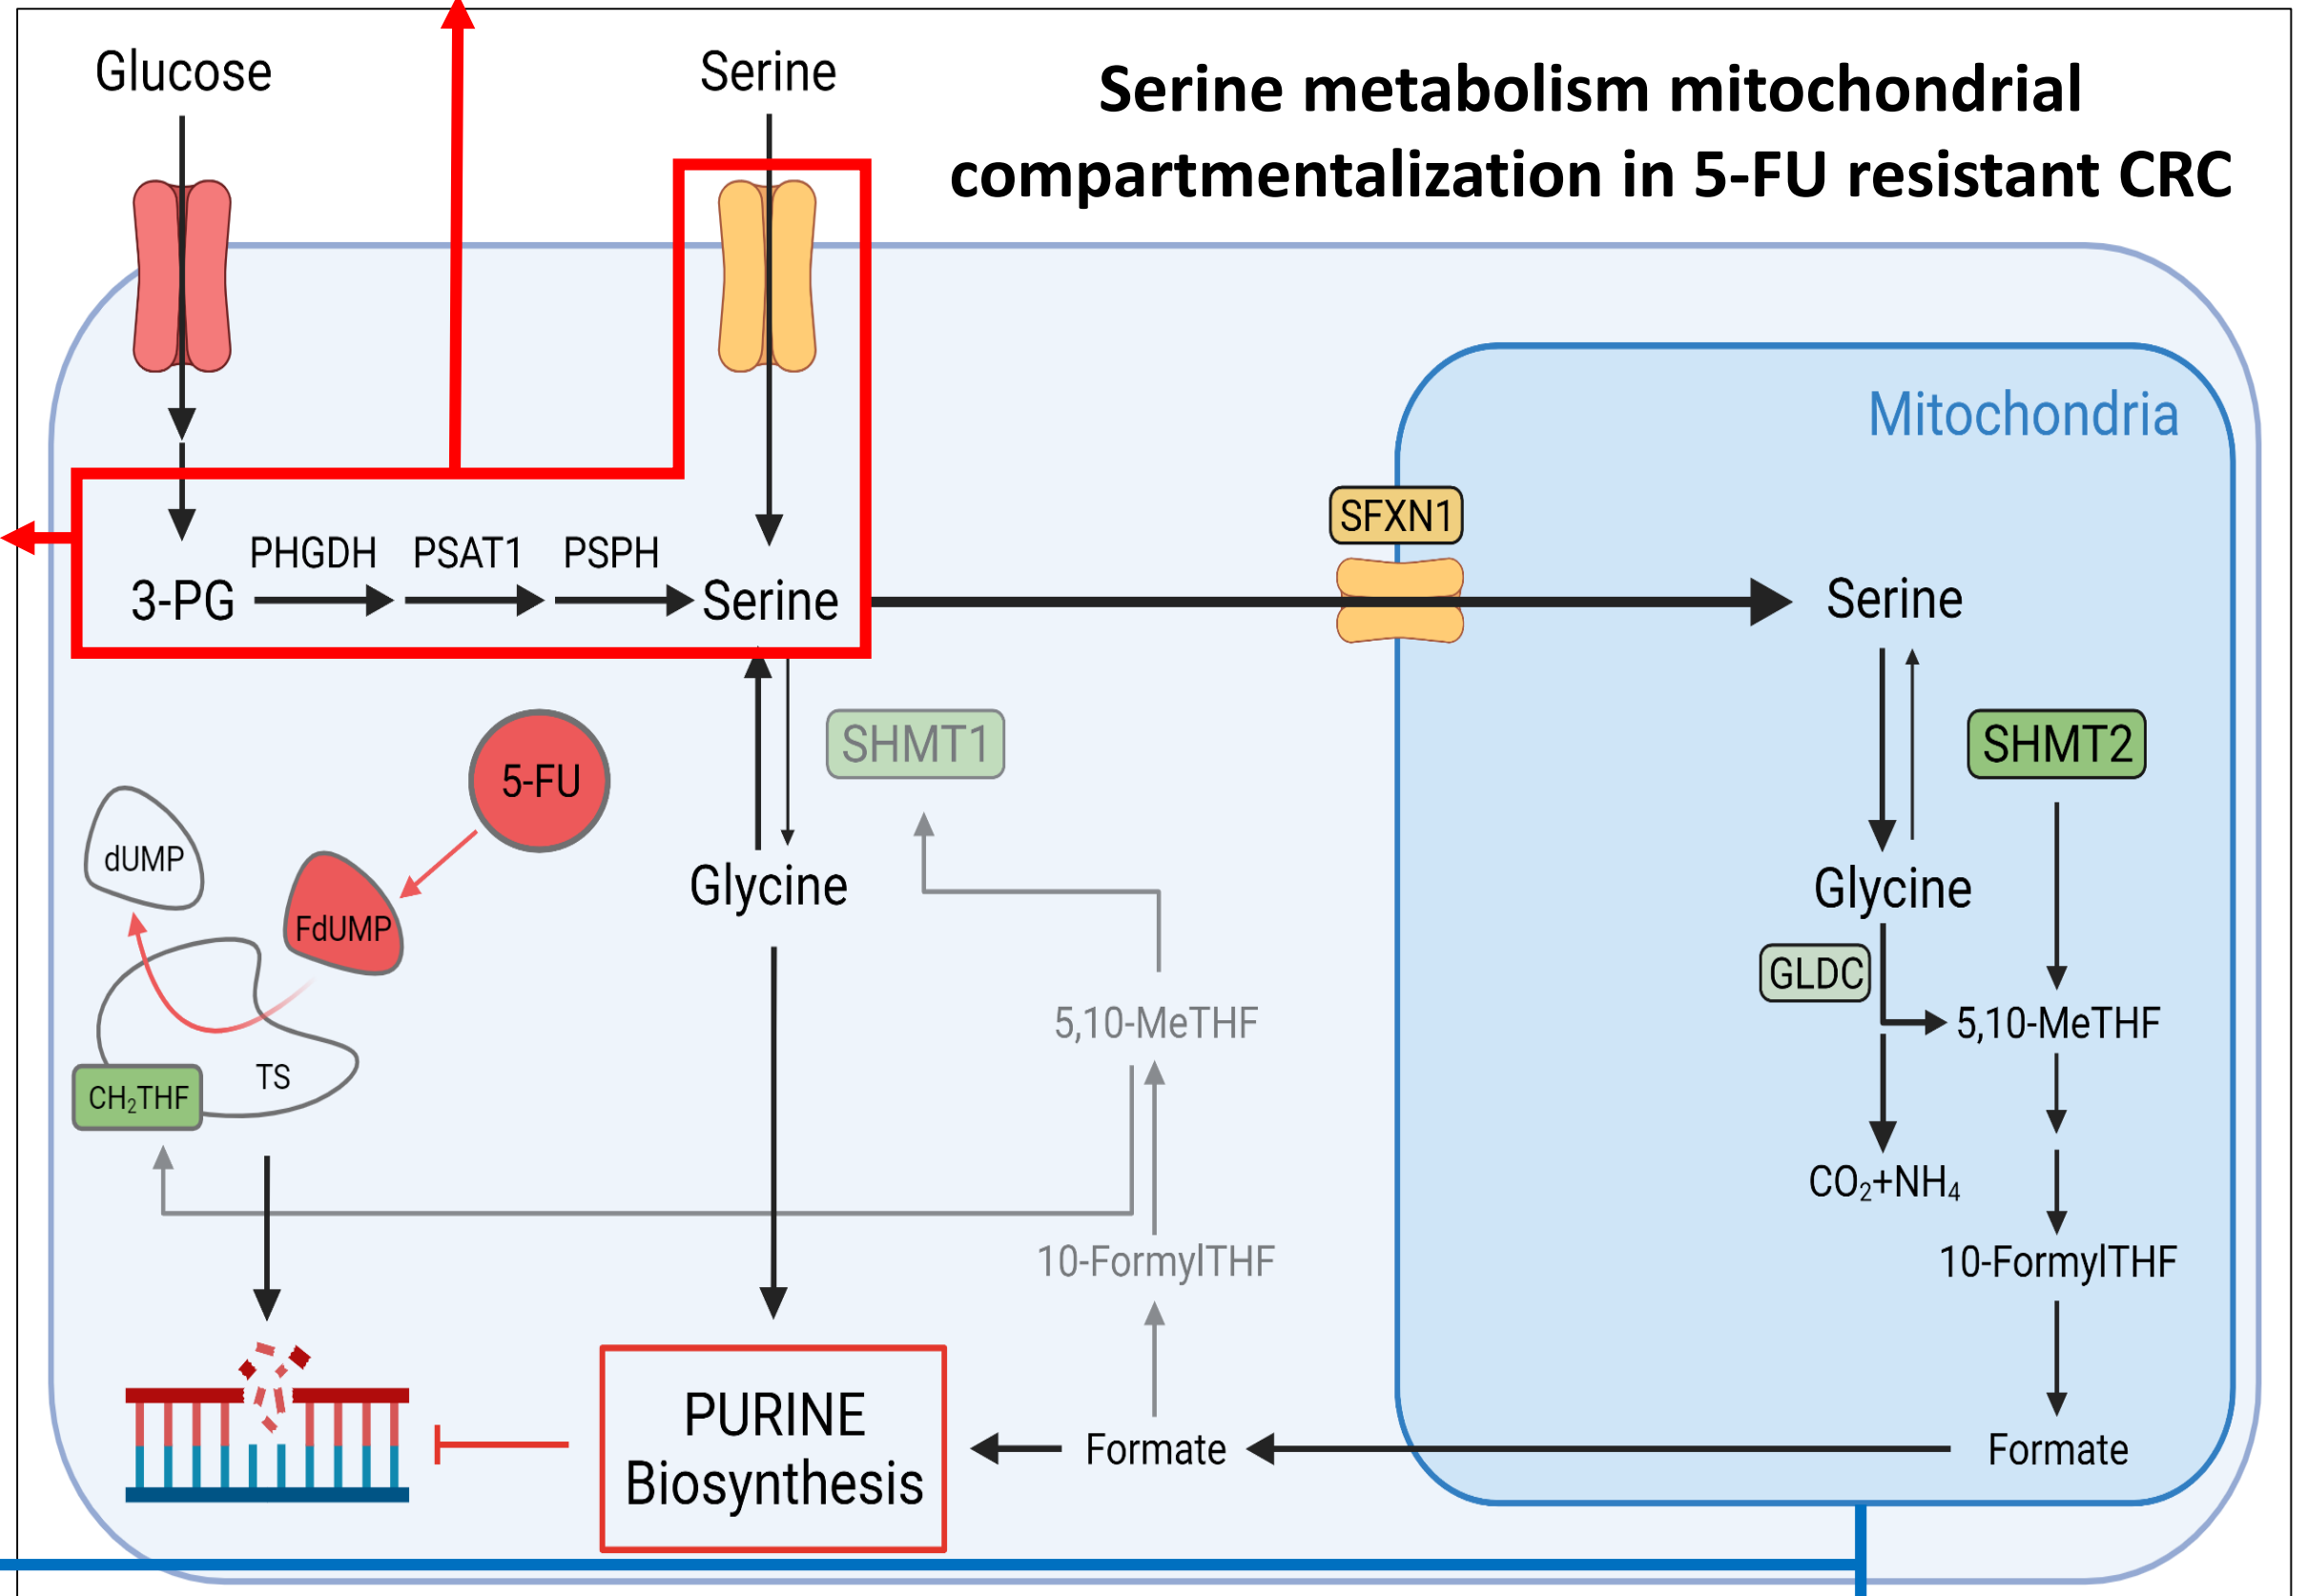 Glucose
Serine
Serine metabolism mitochondrial
compartmentalization in 5-FU resistant CRC
Mitochondria
SFXN1
PHGDH
PSAT1
PSPH
3-PG
Serine
Serine
SHMT1
SHMT2
5-FU
dUMP
FdUMP
Glycine
Glycine
GLDC
5,10-MeTHF
5,10-MeTHF
TS
CH₂THF
CO₂+NH₄
10-FormylTHF
10-FormylTHF
PURINE
Biosynthesis
Formate
Formate